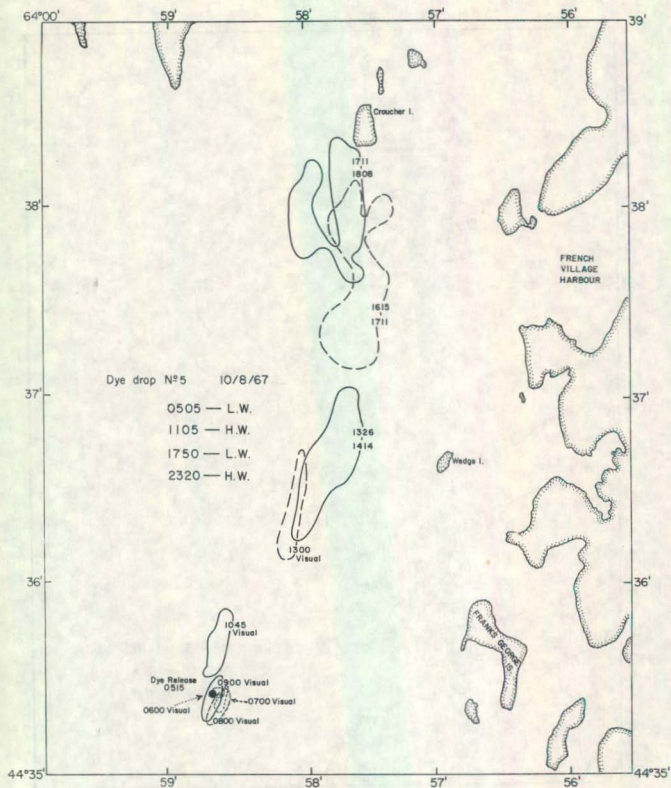 64°00'
59'
58'
57'
56'
39'
Croucher I.
1711
1808
38'
38'
FRENCH
VILLAGE
HARBOUR
1615
1711
Dye drop Nº5 10/8/67
37'
37'
0505 — L.W.
1105 — H.W.
1750 — L.W.
2320 — H.W.
1326
1414
Wedge I.
1300
Visual
36'
36'
1045
Visual
FRANKS GEORGE IS
Dye Release
0515
0900 Visual
0700 Visual
0600 Visual
0800 Visual
44°35'
59'
58'
57'
56'
44°35'